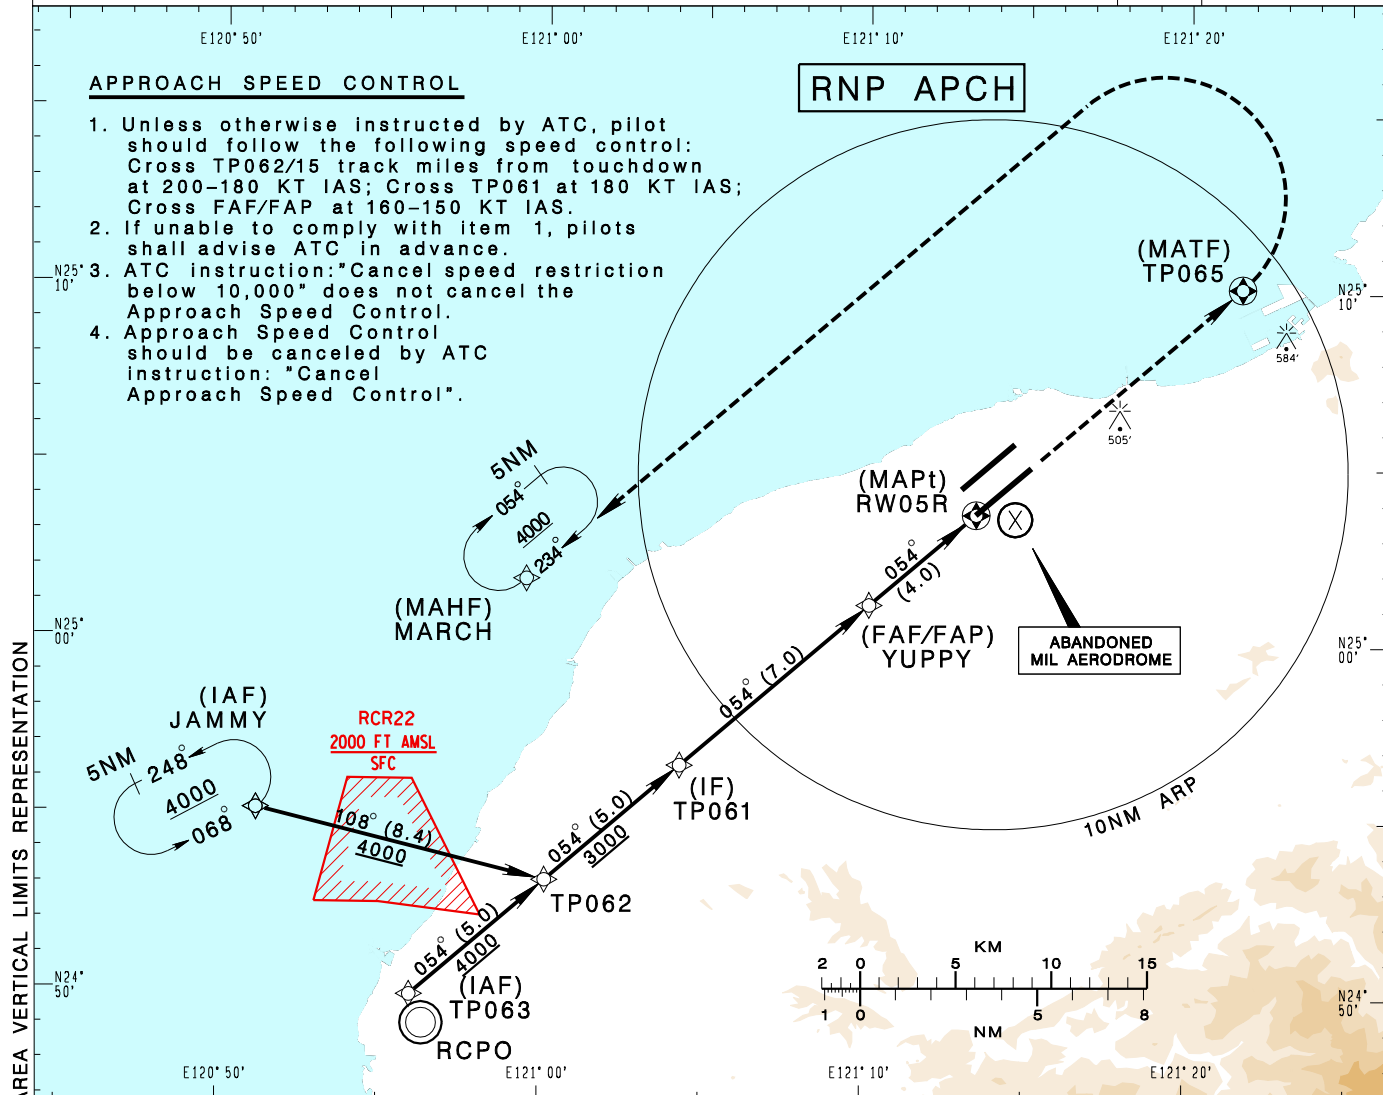 E120°50' E121°00' E121°10' E121°20'
APPROACH SPEED CONTROL
1. Unless otherwise instructed by ATC, pilot
should follow the following speed control:
Cross TP062/15 track miles from touchdown
at 200-180 KT IAS; Cross TP061 at 180 KT IAS;
Cross FAF/FAP at 160-150 KT IAS.
2. If unable to comply with item 1, pilots
shall advise ATC in advance.
3. ATC instruction:"Cancel speed restriction
below 10,000" does not cancel the
Approach Speed Control.
4. Approach Speed Control
should be canceled by ATC
instruction: "Cancel
Approach Speed Control".
RNP APCH
N25°
10'
N25°
10'
(MATF)
TP065
584'
505'
(MAPt)
RW05R
5NM
054°
4000
234°
(MAHF)
MARCH
054°
(4.0)
(FAF/FAP)
YUPPY
ABANDONED
MIL AERODROME
N25°
00'
N25°
00'
054° (7.0)
(IAF)
JAMMY
5NM
248°
4000
068°
RCR22
2000 FT AMSL
SFC
108° (8.4)
4000
(IF)
TP061
054° (5.0)
3000
10NM ARP
TP062
054° (5.0)
4000
(IAF)
TP063
RCPO
N24°
50'
N24°
50'
KM
2 0 5 10 15
1 0 5 8
NM
E120°50' E121°00' E121°10' E121°20'
AREA VERTICAL LIMITS REPRESENTATION